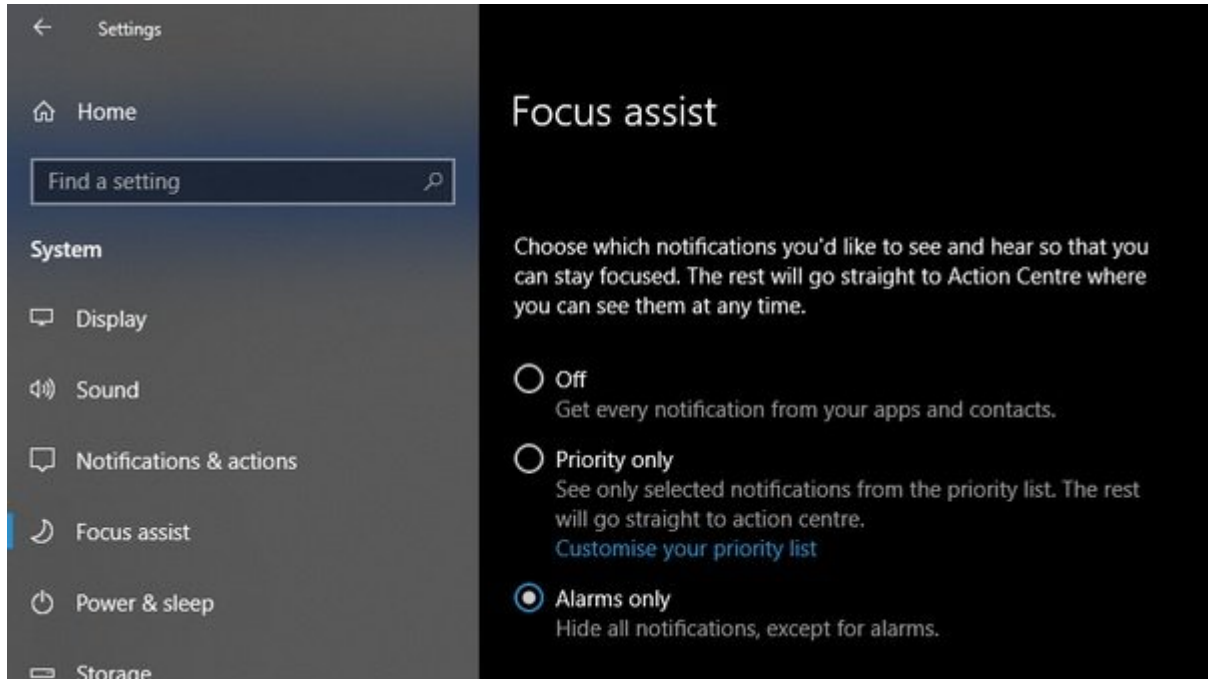 Settings
Home
Find a setting
System
Display
Sound
Notifications & actions
Focus assist
Power & sleep
Storage
Focus assist
Choose which notifications you'd like to see and hear so that you
can stay focused. The rest will go straight to Action Centre where
you can see them at any time.
Off
Get every notification from your apps and contacts.
Priority only
See only selected notifications from the priority list. The rest
will go straight to action centre.
Customise your priority list
Alarms only
Hide all notifications, except for alarms.